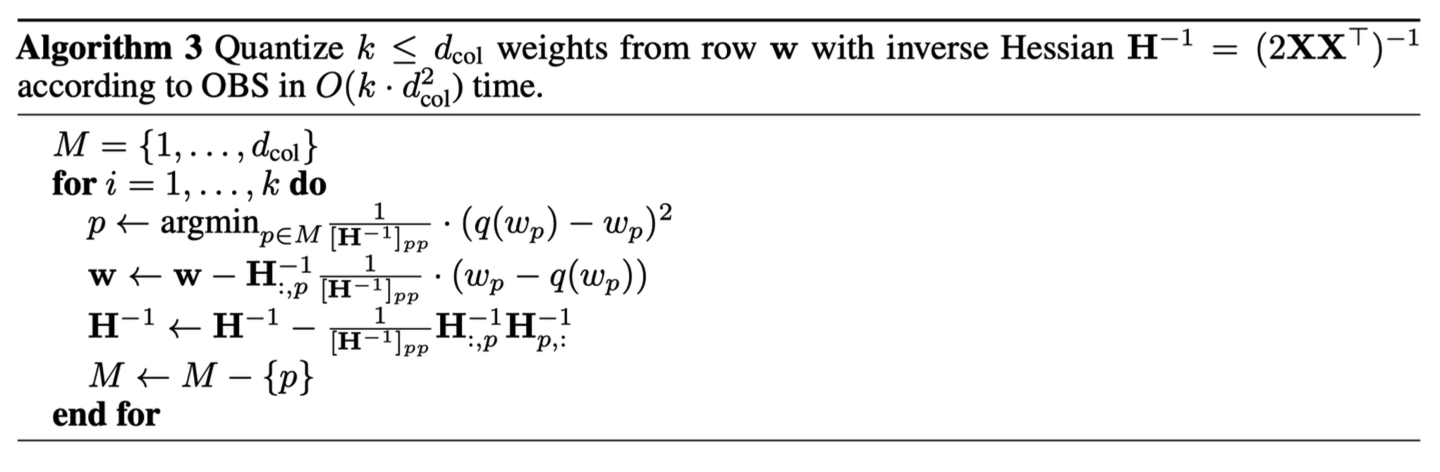 Algorithm 3 Quantize $k \leq d_{\text{col}}$ weights from row $\mathbf{w}$ with inverse Hessian $\mathbf{H}^{-1} = (2\mathbf{X}\mathbf{X}^\top)^{-1}$
according to OBS in $O(k \cdot d_{\text{col}}^2)$ time.
$M = \{1, \ldots, d_{\text{col}}\}$
for $i = 1, \ldots, k$ do
$p \leftarrow \text{argmin}_{p \in M} \frac{1}{[\mathbf{H}^{-1}]_{pp}} \cdot (q(w_p) - w_p)^2$
$\mathbf{w} \leftarrow \mathbf{w} - \mathbf{H}^{-1}_{:,p} \frac{1}{[\mathbf{H}^{-1}]_{pp}} \cdot (w_p - q(w_p))$
$\mathbf{H}^{-1} \leftarrow \mathbf{H}^{-1} - \frac{1}{[\mathbf{H}^{-1}]_{pp}} \mathbf{H}^{-1}_{:,p} \mathbf{H}^{-1}_{p,:}$
$M \leftarrow M - \{p\}$
end for